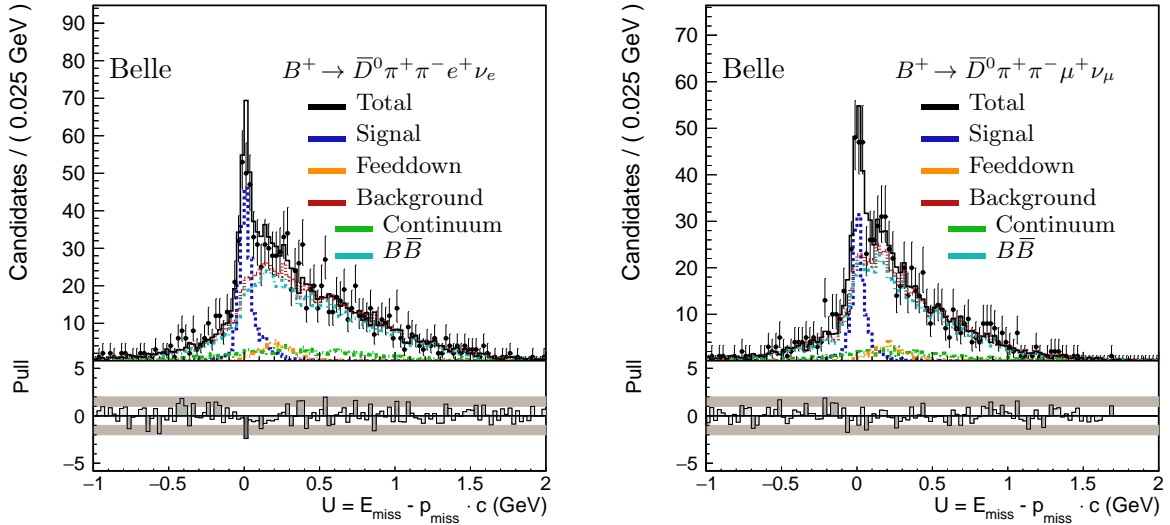 90
80
70
60
50
40
30
20
10
Candidates / ( 0.025 GeV )
Belle
B⁺ → D̅⁰π⁺π⁻e⁺νₑ
Total
Signal
Feeddown
Background
Continuum
BB̅
Pull
5
0
−5
−1 −0.5 0 0.5 1 1.5 2
U = E_miss - p_miss · c (GeV)
70
60
50
40
30
20
10
Candidates / ( 0.025 GeV )
Belle
B⁺ → D̅⁰π⁺π⁻μ⁺ν_μ
Total
Signal
Feeddown
Background
Continuum
BB̅
Pull
5
0
−5
−1 −0.5 0 0.5 1 1.5 2
U = E_miss - p_miss · c (GeV)